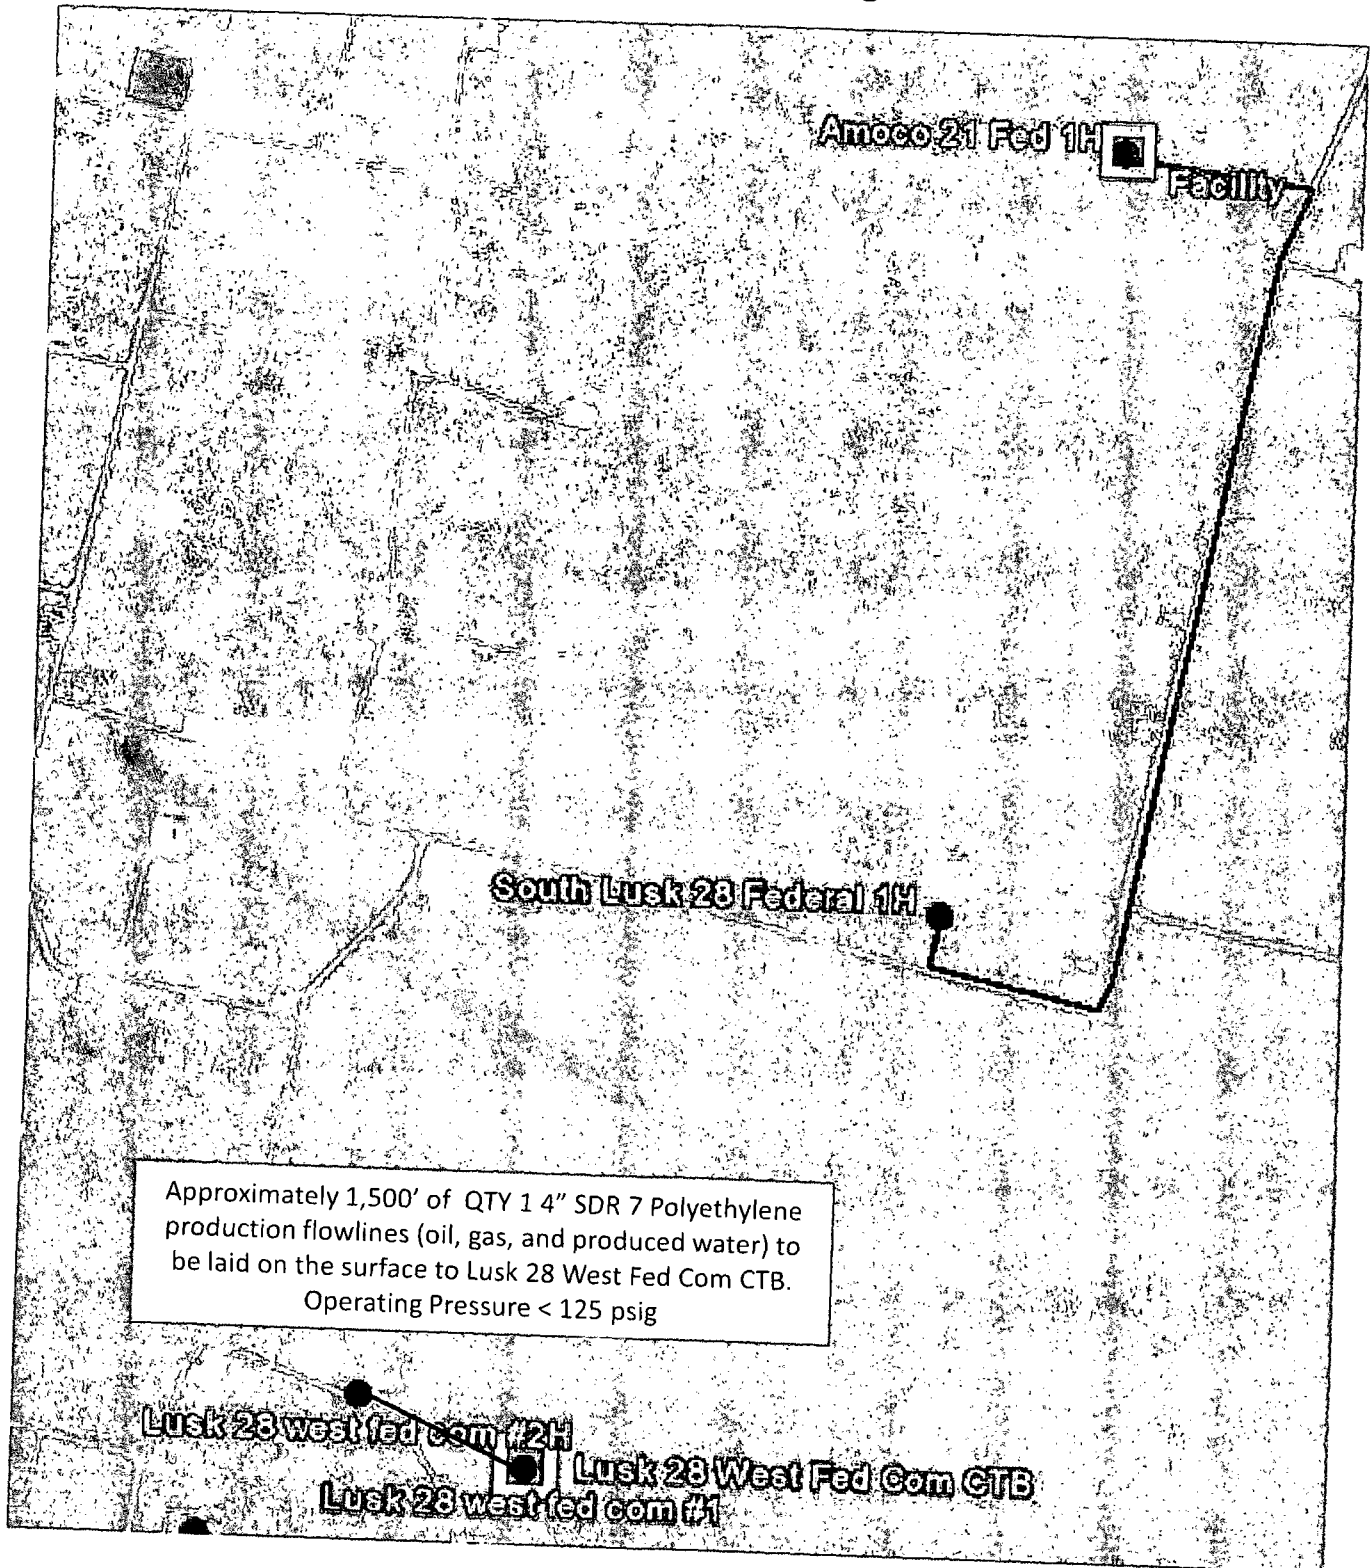 Amoco 21 Fed 1H
Facility
South Lusk 28 Federal 1H
Approximately 1,500' of QTY 1 4" SDR 7 Polyethylene
production flowlines (oil, gas, and produced water) to
be laid on the surface to Lusk 28 West Fed Com CTB.
Operating Pressure < 125 psig
Lusk 28 west fed com #2H
Lusk 28 West Fed Com CTB
Lusk 28 west fed com #1